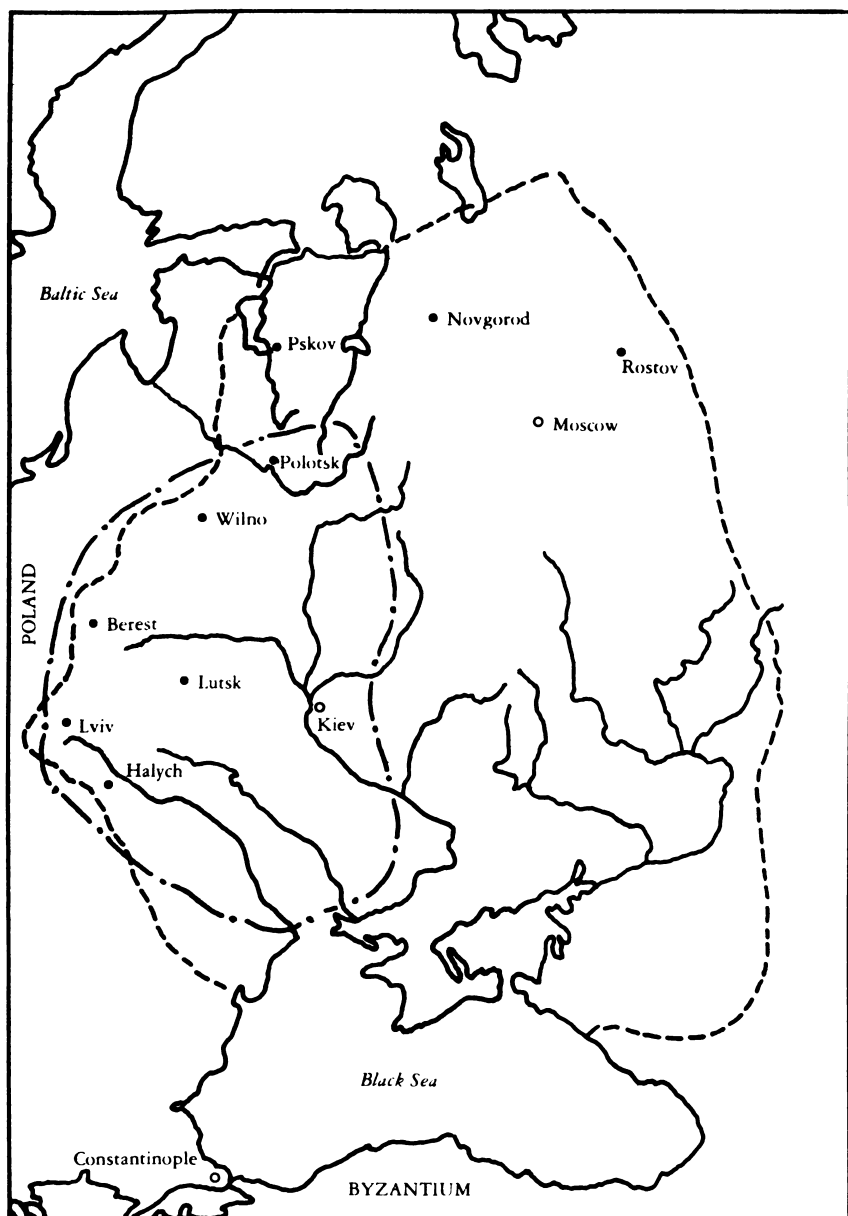 Baltic Sea
Novgorod
Pskov
Rostov
Moscow
Polotsk
Wilno
POLAND
Berest
Lutsk
Kiev
Lviv
Halych
Black Sea
Constantinople
BYZANTIUM